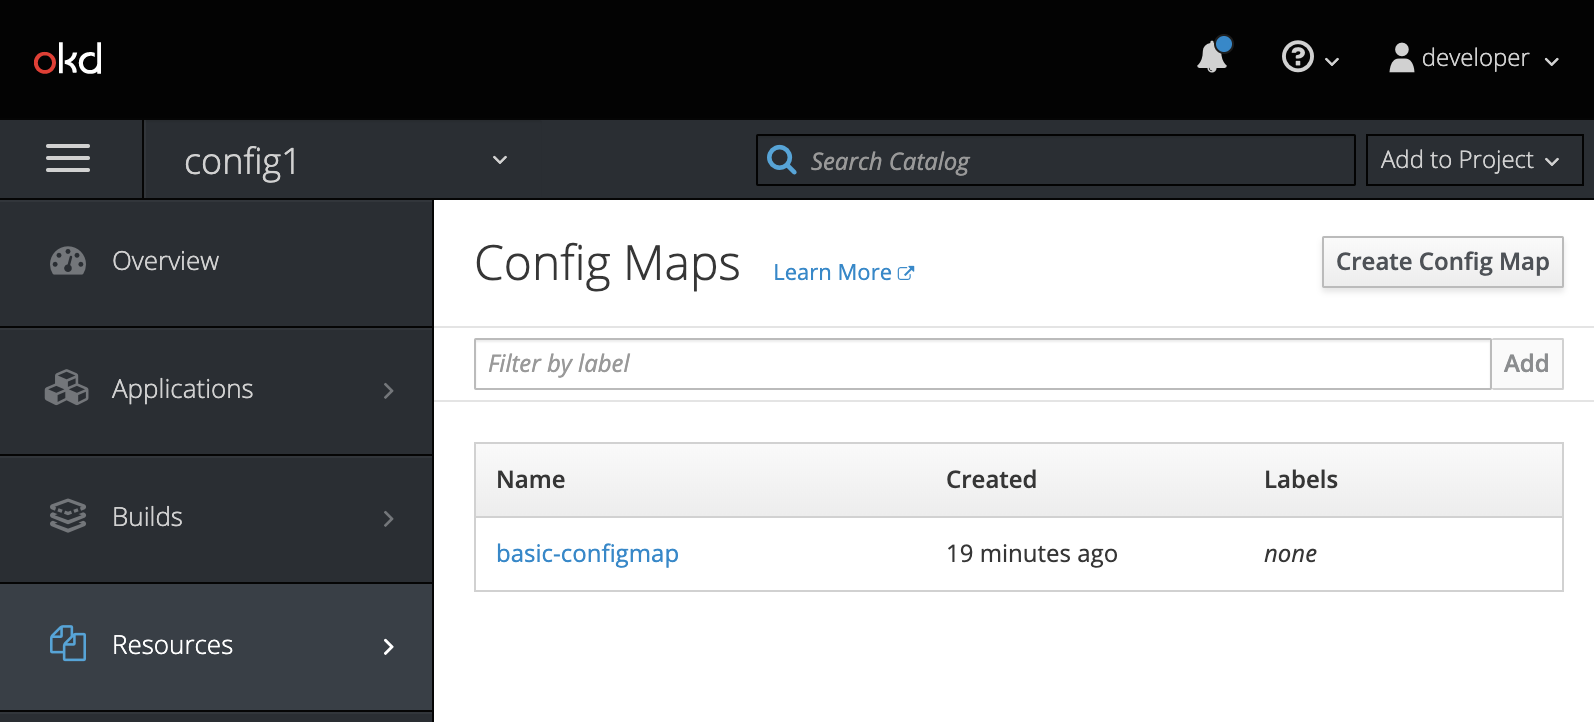 okd
developer
config1
Search Catalog
Add to Project
Overview
Applications
Builds
Resources
Config Maps
Learn More
Create Config Map
Filter by label
Add
Name Created Labels
basic-configmap 19 minutes ago none